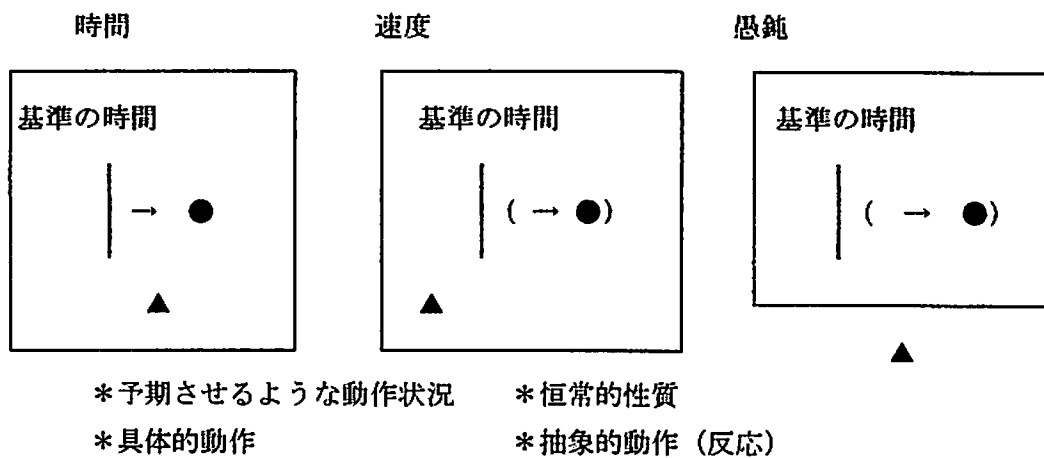 時間 速度 愚鈍
基準の時間 基準の時間 基準の時間
→ ● ( → ●) ( → ●)
▲ ▲
▲
＊予期させるような動作状況 ＊恒常的性質
＊具体的動作 ＊抽象的動作（反応）